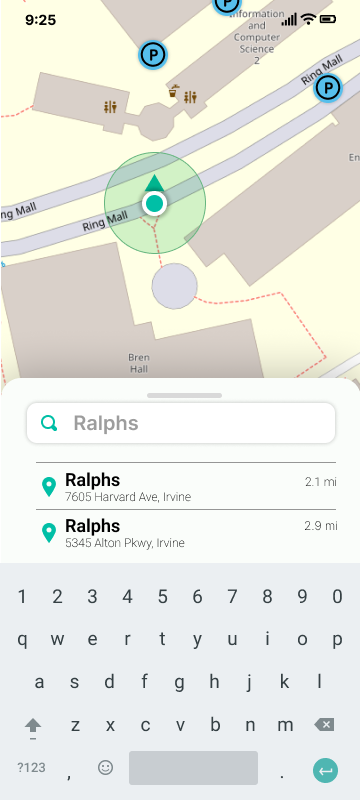 9:25
Information
and
Computer
Science
2
P
P
P
Ring Mall
En
ng Mall
Ring Mall
Bren
Hall
Ralphs
Ralphs
2.1 mi
7605 Harvard Ave, Irvine
Ralphs
2.9 mi
5345 Alton Pkwy, Irvine
1 2 3 4 5 6 7 8 9 0
q w e r t y u i o p
a s d f g h j k l
z x c v b n m
?123 , .